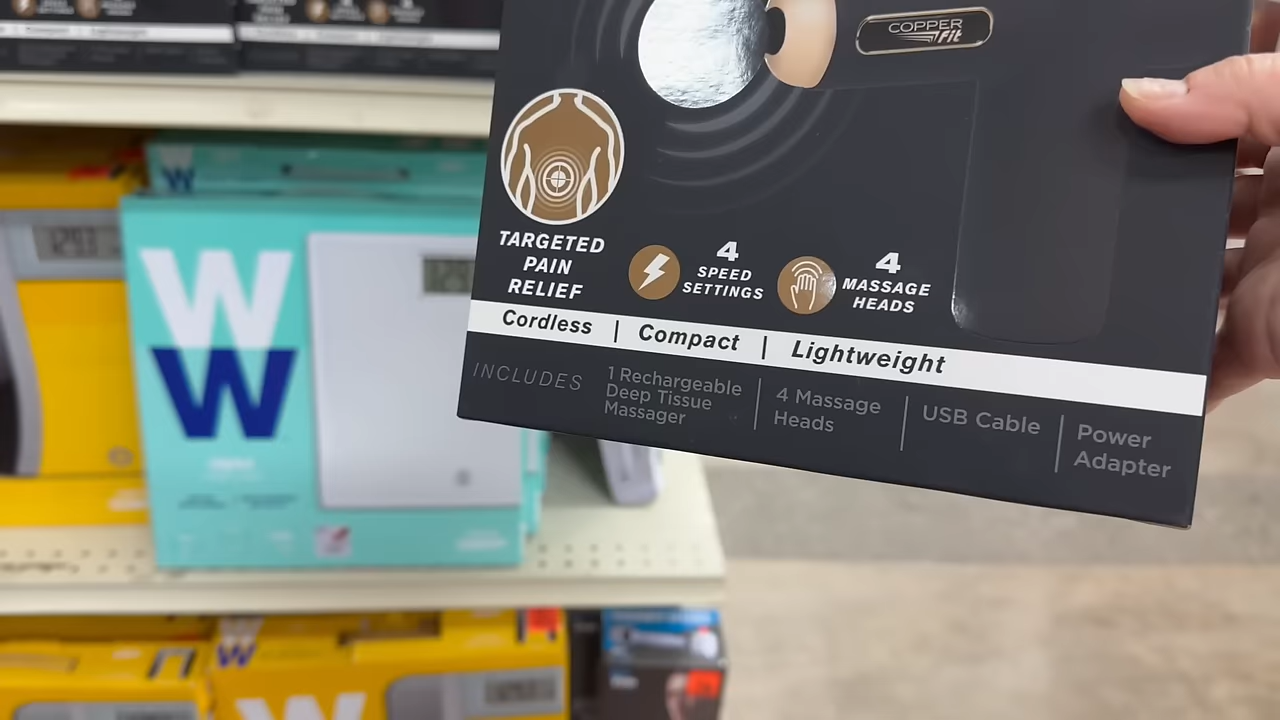 COPPER
Fit
TARGETED
PAIN
RELIEF
4
SPEED
SETTINGS
4
MASSAGE
HEADS
Cordless | Compact | Lightweight
INCLUDES
1 Rechargeable
Deep Tissue
Massager
4 Massage
Heads
USB Cable
Power
Adapter
W
W
W
W
W